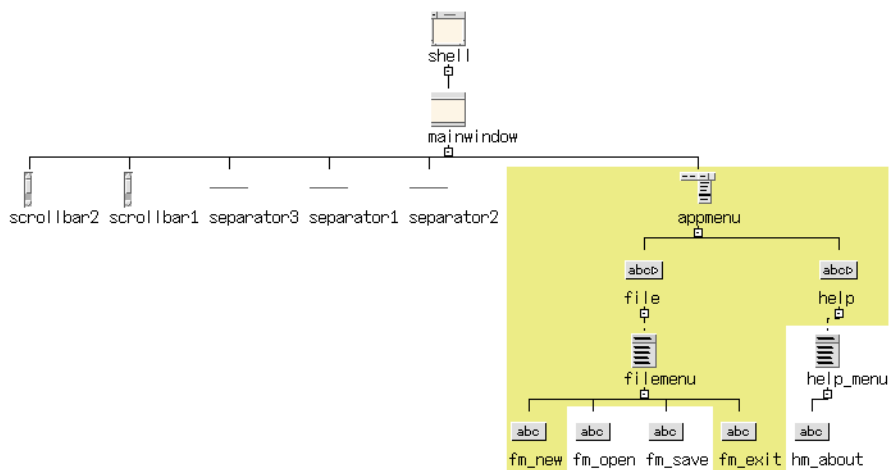 shell
mainwindow
scrollbar2 scrollbar1 separator3 separator1 separator2 appmenu
abc abc
file help
filemenu help_menu
abc abc abc abc abc
fm_new fm_open fm_save fm_exit hm_about